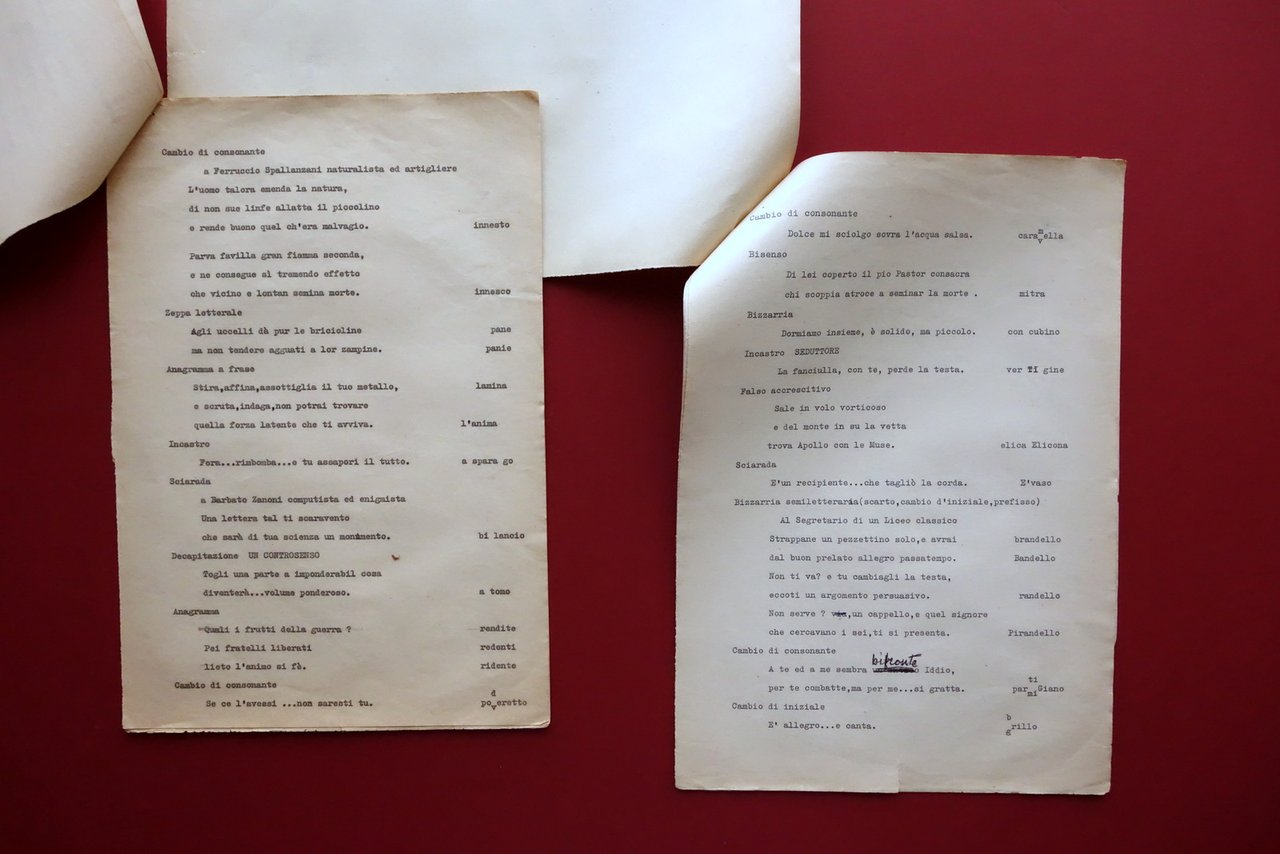 Cambio di consonante
a Ferruccio Spallanzani naturalista ed artigliere
L'uomo talora emenda la natura,
di non sue linfe allatta il piccolino
e rende buono quel ch'era malvagio. innesto
Parva favilla gran fiamma seconda,
e ne consegue al tremendo effetto
che vicino e lontan semina morte. innesco
Zeppa letterale
Agli uccelli dà pur le bricioline pane
ma non tendere agguati a lor zampine. panie
Anagramma a frase
Stira,affina,assottiglia il tuo metallo, lamina
e scruta,indaga,non potrai trovare
quella forza latente che ti avviva. l'anima
Incastro
Fora...rimbomba...e tu assapori il tutto. a spara go
Sciarada
a Barbato Zanoni computista ed enigmista
Una lettera tal ti scaravento
che sarà di tua scienza un monimento. bi lancio
Decapitazione UN CONTROSENSO
Togli una parte a imponderabil cosa
diventerà...volume ponderoso. a tomo
Anagramma
Quali i frutti della guerra ? rendite
Pei fratelli liberati redenti
lieto l'animo si fà. ridente
Cambio di consonante
d
Se ce l'avessi ...non saresti tu. po eretto
v
Cambio di consonante
m
Dolce mi sciolgo sovra l'acqua salsa. cara ella
v
Bisenso
Di lei coperto il pio Pastor consacra
chi scoppia atroce a seminar la morte . mitra
Bizzarria
Dormiamo insieme, è solido, ma piccolo. con cubino
Incastro SEDUTTORE
La fanciulla, con te, perde la testa. ver TI gine
Falso accrescitivo
Sale in volo vorticoso
e del monte in su la vetta
trova Apollo con le Muse. elica Elicona
Sciarada
E'un recipiente...che tagliò la corda. E'vaso
Bizzarria semiletteraria(scarto,cambio d'iniziale,prefisso)
Al Segretario di un Liceo classico
Strappane un pezzettino solo,e avrai brandello
dal buon prelato allegro passatempo. Bandello
Non ti va? e tu cambiagli la testa,
eccoti un argomento persuasivo. randello
Non serve ? via,un cappello,e quel signore
che cercavano i sei,ti si presenta. Pirandello
Cambio di consonante
bifronte
A te ed a me sembra Iddio,
ti
per te combatte,ma per me...si gratta. par Giano
mi
Cambio di iniziale
b
E' allegro...e canta. rillo
g